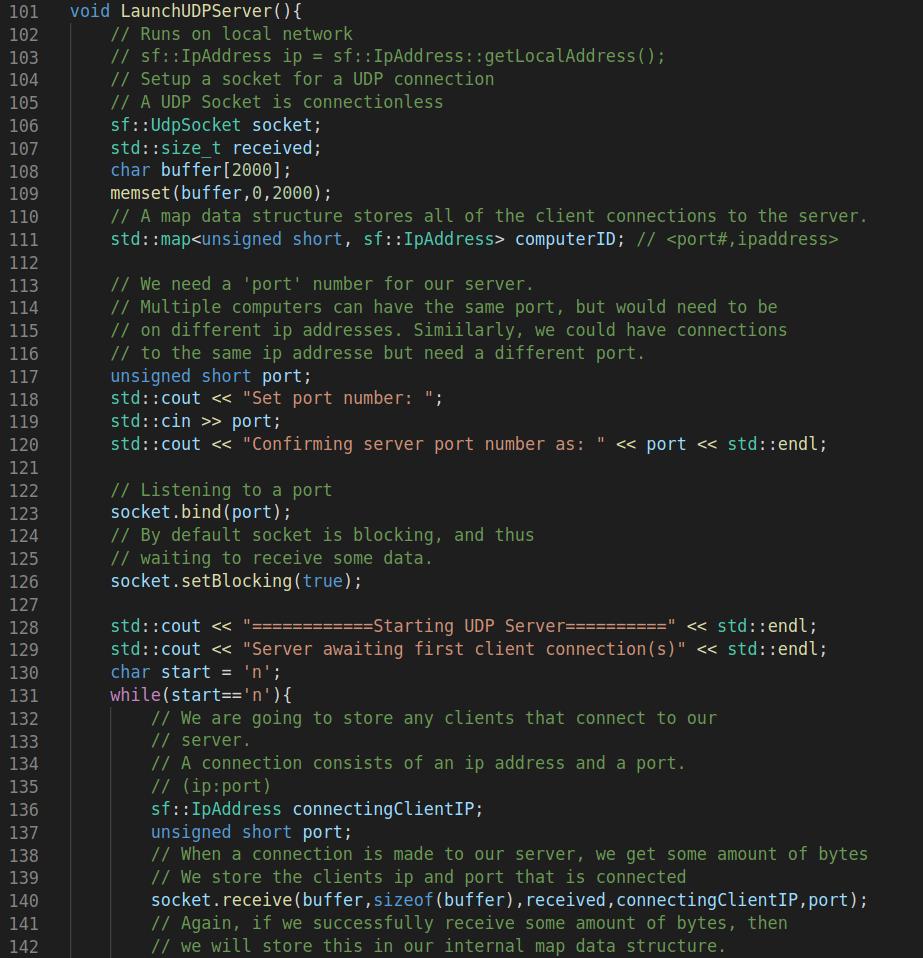 101 void LaunchUDPServer(){
102     // Runs on local network
103     // sf::IpAddress ip = sf::IpAddress::getLocalAddress();
104     // Setup a socket for a UDP connection
105     // A UDP Socket is connectionless
106     sf::UdpSocket socket;
107     std::size_t received;
108     char buffer[2000];
109     memset(buffer,0,2000);
110     // A map data structure stores all of the client connections to the server.
111     std::map<unsigned short, sf::IpAddress> computerID; // <port#,ipaddress>
112
113     // We need a 'port' number for our server.
114     // Multiple computers can have the same port, but would need to be
115     // on different ip addresses. Simiilarly, we could have connections
116     // to the same ip addresse but need a different port.
117     unsigned short port;
118     std::cout << "Set port number: ";
119     std::cin >> port;
120     std::cout << "Confirming server port number as: " << port << std::endl;
121
122     // Listening to a port
123     socket.bind(port);
124     // By default socket is blocking, and thus
125     // waiting to receive some data.
126     socket.setBlocking(true);
127
128     std::cout << "============Starting UDP Server==========" << std::endl;
129     std::cout << "Server awaiting first client connection(s)" << std::endl;
130     char start = 'n';
131     while(start=='n'){
132         // We are going to store any clients that connect to our
133         // server.
134         // A connection consists of an ip address and a port.
135         // (ip:port)
136         sf::IpAddress connectingClientIP;
137         unsigned short port;
138         // When a connection is made to our server, we get some amount of bytes
139         // We store the clients ip and port that is connected
140         socket.receive(buffer,sizeof(buffer),received,connectingClientIP,port);
141         // Again, if we successfully receive some amount of bytes, then
142         // we will store this in our internal map data structure.